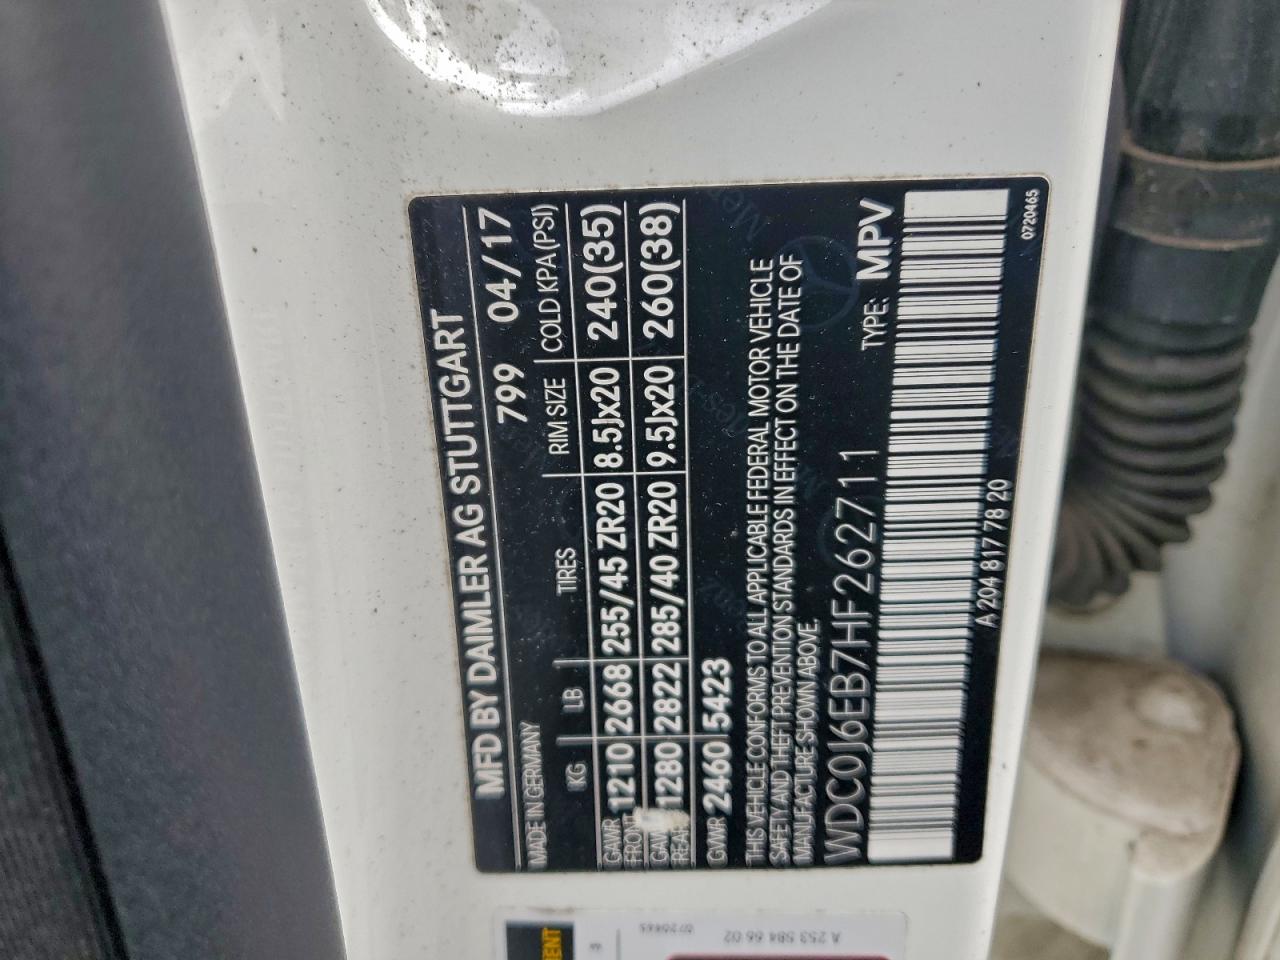 MFD BY DAIMLER AG STUTTGART
MADE IN GERMANY 799 04/17
KG LB TIRES RIM SIZE COLD KPA (PSI)
GAWR FRONT 1210 2668 255/45 ZR20 8.5Jx20 240(35)
GAWR REAR 1280 2822 285/40 ZR20 9.5Jx20 260(38)
GVWR 2460 5423
THIS VEHICLE CONFORMS TO ALL APPLICABLE FEDERAL MOTOR VEHICLE
SAFETY AND THEFT PREVENTION STANDARDS IN EFFECT ON THE DATE OF
MANUFACTURE SHOWN ABOVE.
WDC0J6EB7HF262711 TYPE: MPV
A 204 817 78 20 0720465
A 253 584 66 02